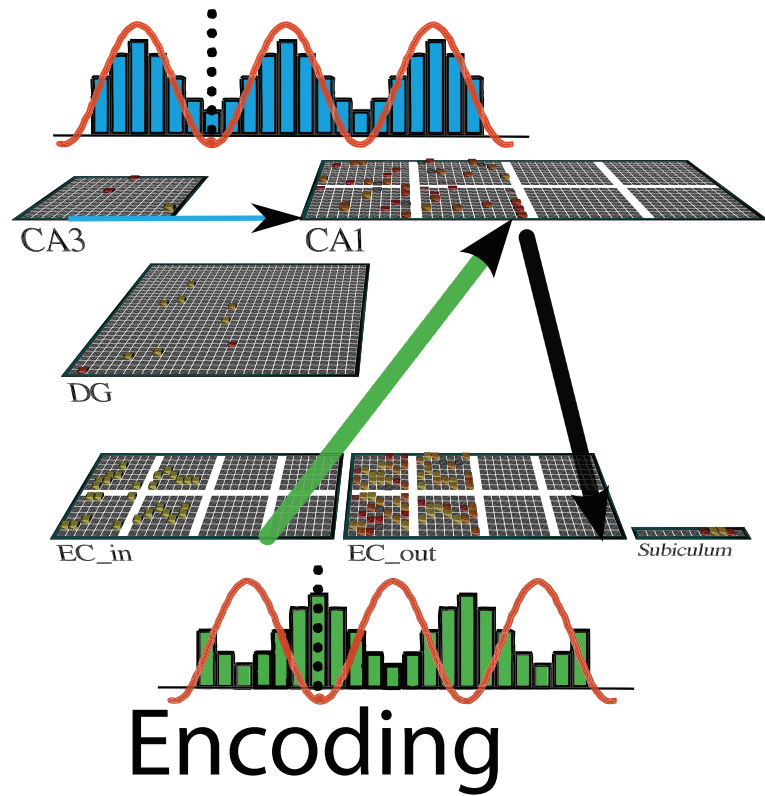 CA3
CA1
DG
EC_in
EC_out
Subiculum
Encoding